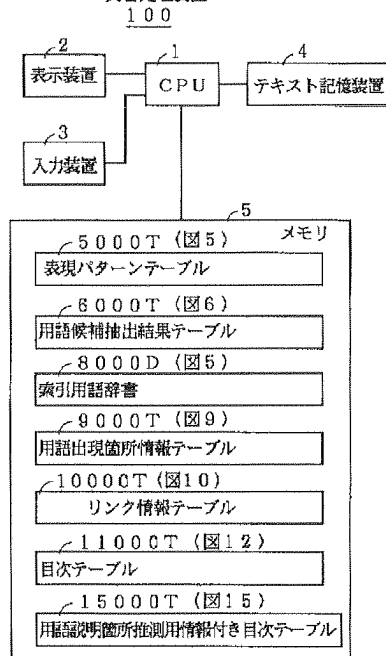 100
2
表示装置
1
CPU
4
テキスト記憶装置
3
入力装置
5
メモリ
5000T (図5)
表現パターンテーブル
6000T (図6)
用語候補抽出結果テーブル
8000D (図5)
索引用語辞書
9000T (図9)
用語出現箇所情報テーブル
10000T (図10)
リンク情報テーブル
11000T (図12)
目次テーブル
15000T (図15)
用語説明箇所推測用情報付き目次テーブル